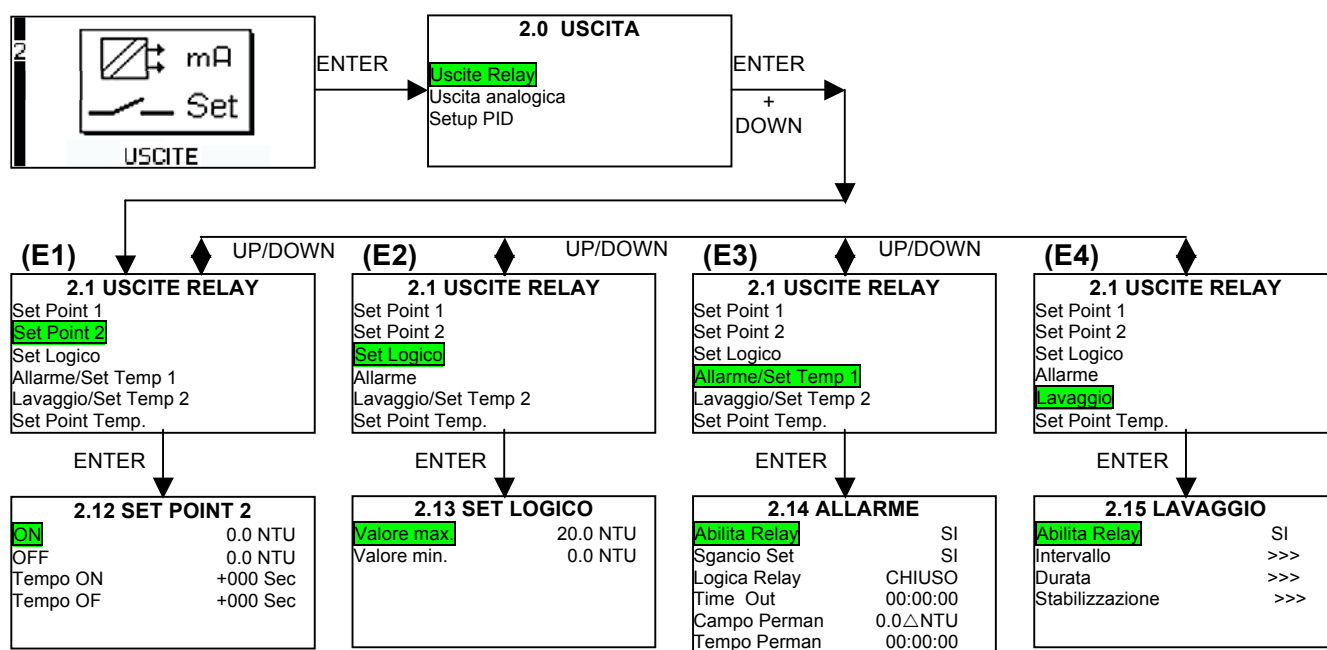 2
mA
Set
USCITE
ENTER
2.0 USCITA
Uscite Relay
Uscita analogica
Setup PID
ENTER
+
DOWN
(E1)
UP/DOWN
(E2)
UP/DOWN
(E3)
UP/DOWN
(E4)
2.1 USCITE RELAY
Set Point 1
Set Point 2
Set Logico
Allarme/Set Temp 1
Lavaggio/Set Temp 2
Set Point Temp.
2.1 USCITE RELAY
Set Point 1
Set Point 2
Set Logico
Allarme
Lavaggio/Set Temp 2
Set Point Temp.
2.1 USCITE RELAY
Set Point 1
Set Point 2
Set Logico
Allarme/Set Temp 1
Lavaggio/Set Temp 2
Set Point Temp.
2.1 USCITE RELAY
Set Point 1
Set Point 2
Set Logico
Allarme
Lavaggio
Set Point Temp.
ENTER
ENTER
ENTER
ENTER
2.12 SET POINT 2
ON 0.0 NTU
OFF 0.0 NTU
Tempo ON +000 Sec
Tempo OF +000 Sec
2.13 SET LOGICO
Valore max. 20.0 NTU
Valore min. 0.0 NTU
2.14 ALLARME
Abilita Relay SI
Sgancio Set SI
Logica Relay CHIUSO
Time Out 00:00:00
Campo Perman 0.0△NTU
Tempo Perman 00:00:00
2.15 LAVAGGIO
Abilita Relay SI
Intervallo >>>
Durata >>>
Stabilizzazione >>>